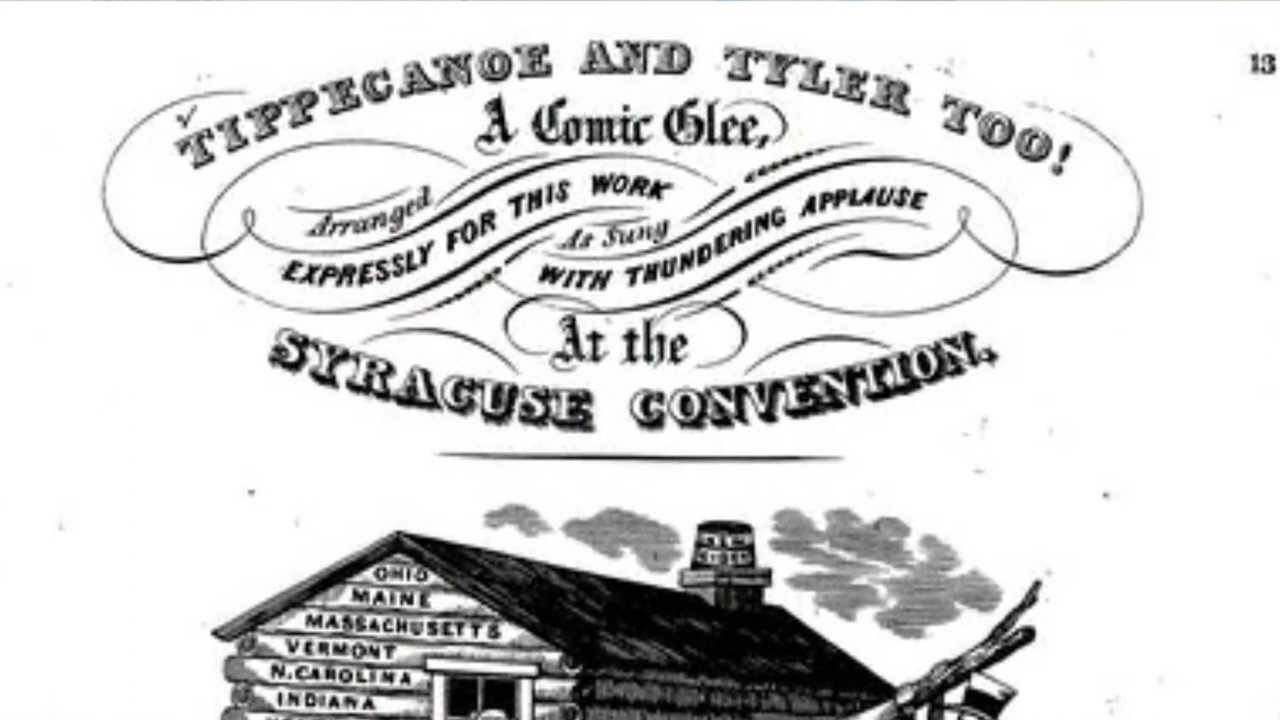 13
TIPPECANOE AND TYLER TOO!
A Comic Glee,
Arranged
EXPRESSLY FOR THIS WORK
As Sung
WITH THUNDERING APPLAUSE
At the
SYRACUSE CONVENTION.
OHIO
MAINE
MASSACHUSETTS
VERMONT
N. CAROLINA
INDIANA